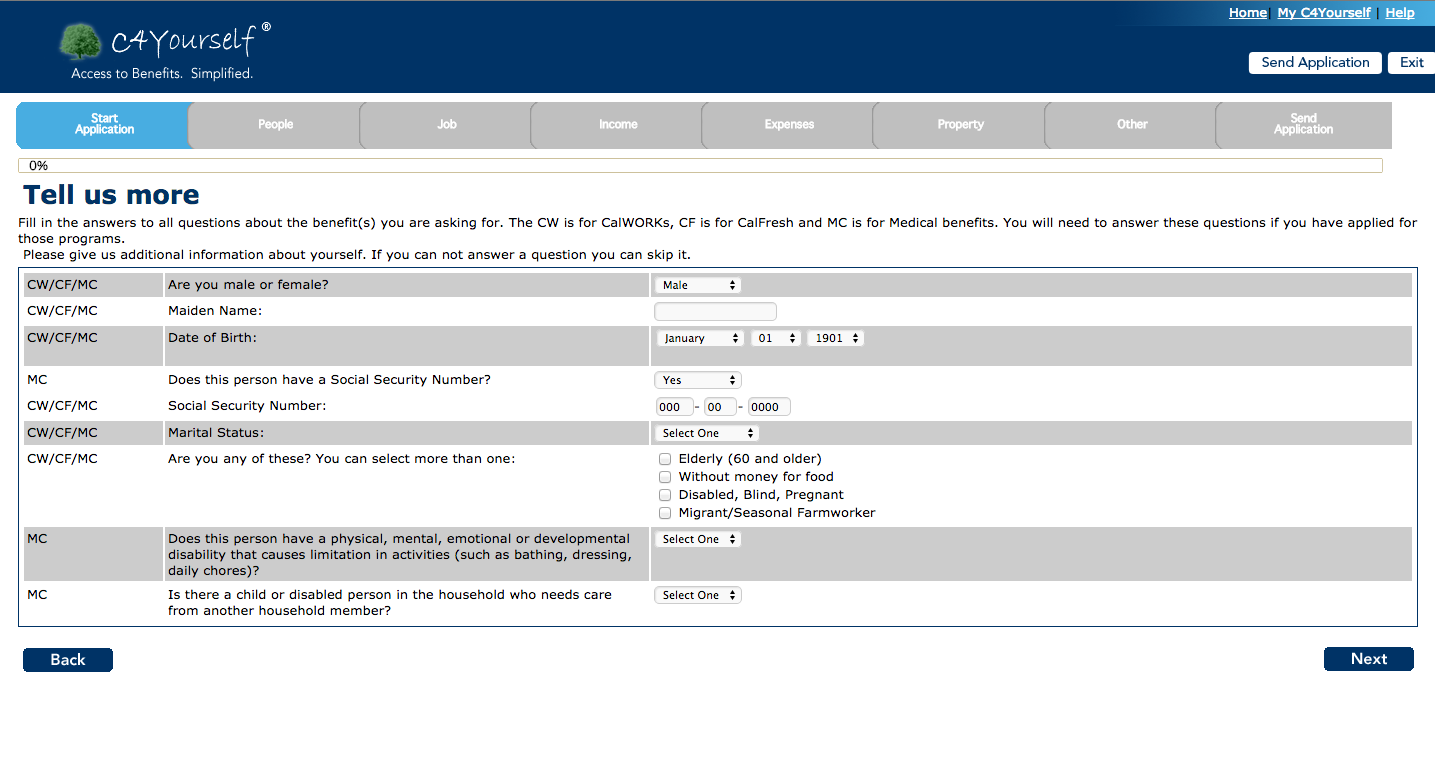 Home | My C4Yourself | Help
C4Yourself ®
Access to Benefits. Simplified.
Send Application Exit
Start Application People Job Income Expenses Property Other Send Application
0%
Tell us more
Fill in the answers to all questions about the benefit(s) you are asking for. The CW is for CalWORKs, CF is for CalFresh and MC is for Medical benefits. You will need to answer these questions if you have applied for
those programs.
Please give us additional information about yourself. If you can not answer a question you can skip it.
CW/CF/MC Are you male or female? Male
CW/CF/MC Maiden Name:
CW/CF/MC Date of Birth: January 01 1901
MC Does this person have a Social Security Number? Yes
CW/CF/MC Social Security Number: 000 - 00 - 0000
CW/CF/MC Marital Status: Select One
CW/CF/MC Are you any of these? You can select more than one: Elderly (60 and older)
Without money for food
Disabled, Blind, Pregnant
Migrant/Seasonal Farmworker
MC Does this person have a physical, mental, emotional or developmental Select One
disability that causes limitation in activities (such as bathing, dressing,
daily chores)?
MC Is there a child or disabled person in the household who needs care Select One
from another household member?
Back Next